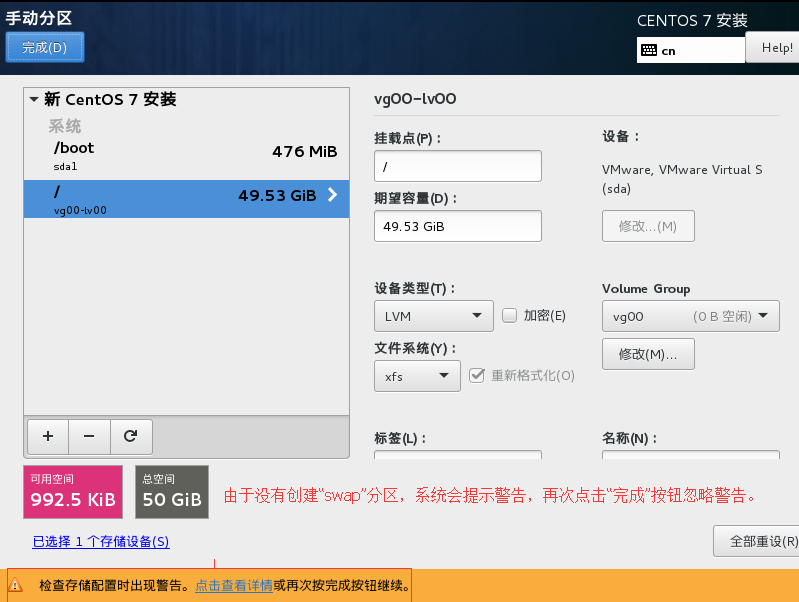 手动分区
CENTOS 7 安装
完成(D)
cn
Help!
新 CentOS 7 安装
系统
/boot
476 MiB
sda1
/
49.53 GiB
vg00-lv00
vg00-lv00
挂载点(P)：
/
期望容量(D)：
49.53 GiB
设备：
VMware, VMware Virtual S
(sda)
修改...(M)
设备类型(T)：
LVM
加密(E)
Volume Group
vg00
(0 B 空闲)
文件系统(Y)：
xfs
重新格式化(O)
修改(M)...
标签(L)：
名称(N)：
+
−
可用空间
992.5 KiB
总空间
50 GiB
由于没有创建“swap”分区，系统会提示警告，再次点击“完成”按钮忽略警告。
已选择 1 个存储设备(S)
全部重设(R)
检查存储配置时出现警告。点击查看详情或再次按完成按钮继续。